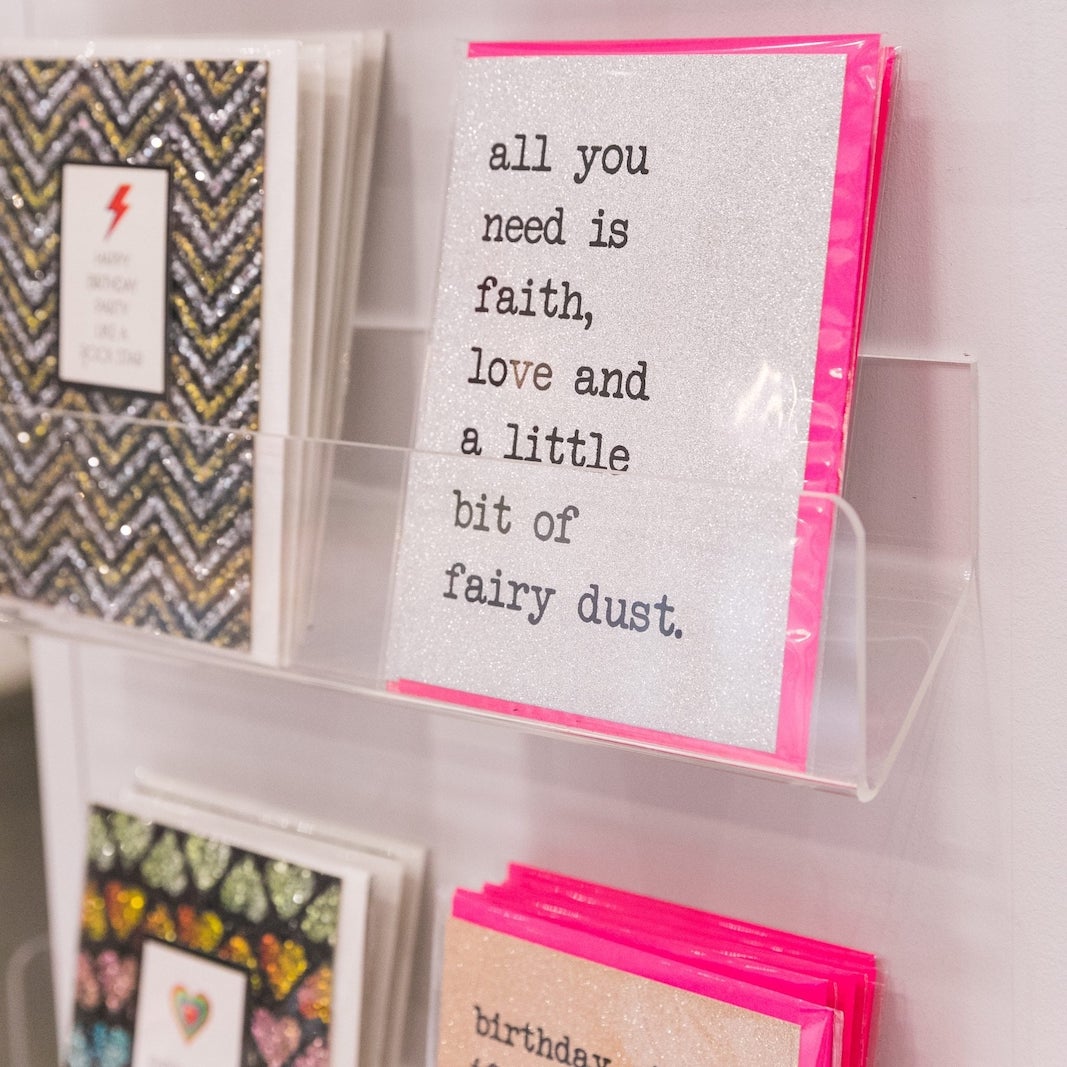 HAPPY
BIRTHDAY
PARTY
LIKE A
ROCK STAR
all you
need is
faith,
love and
a little
bit of
fairy dust.
birthday